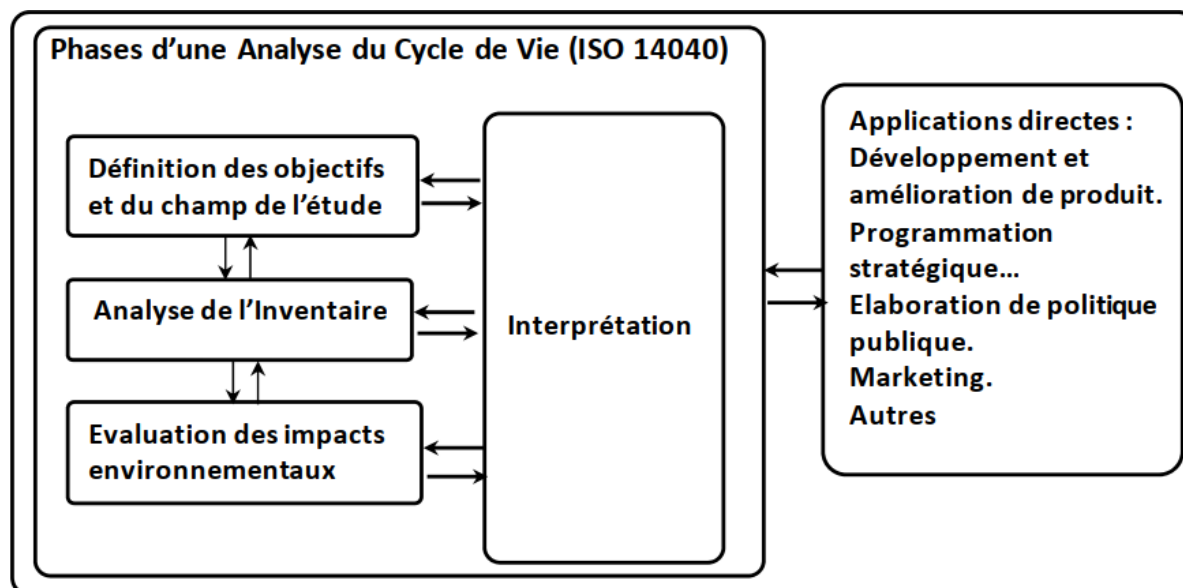 Phases d’une Analyse du Cycle de Vie (ISO 14040)
Définition des objectifs
et du champ de l’étude
Analyse de l’Inventaire
Evaluation des impacts
environnementaux
Interprétation
Applications directes :
Développement et
amélioration de produit.
Programmation
stratégique...
Elaboration de politique
publique.
Marketing.
Autres